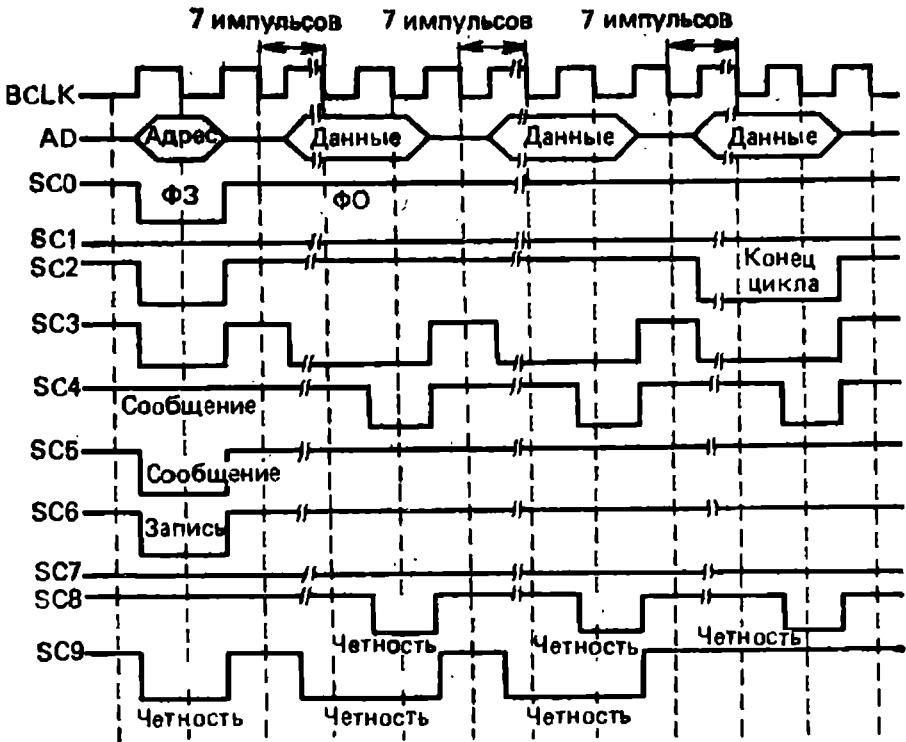 7 импульсов 7 импульсов 7 импульсов
BCLK
AD Адрес Данные Данные Данные
SC0 ФЗ ФО
SC1
SC2 Конец цикла
SC3
SC4
Сообщение
SC5
Сообщение
SC6 Запись
SC7
SC8
Четность Четность Четность
SC9
Четность Четность Четность